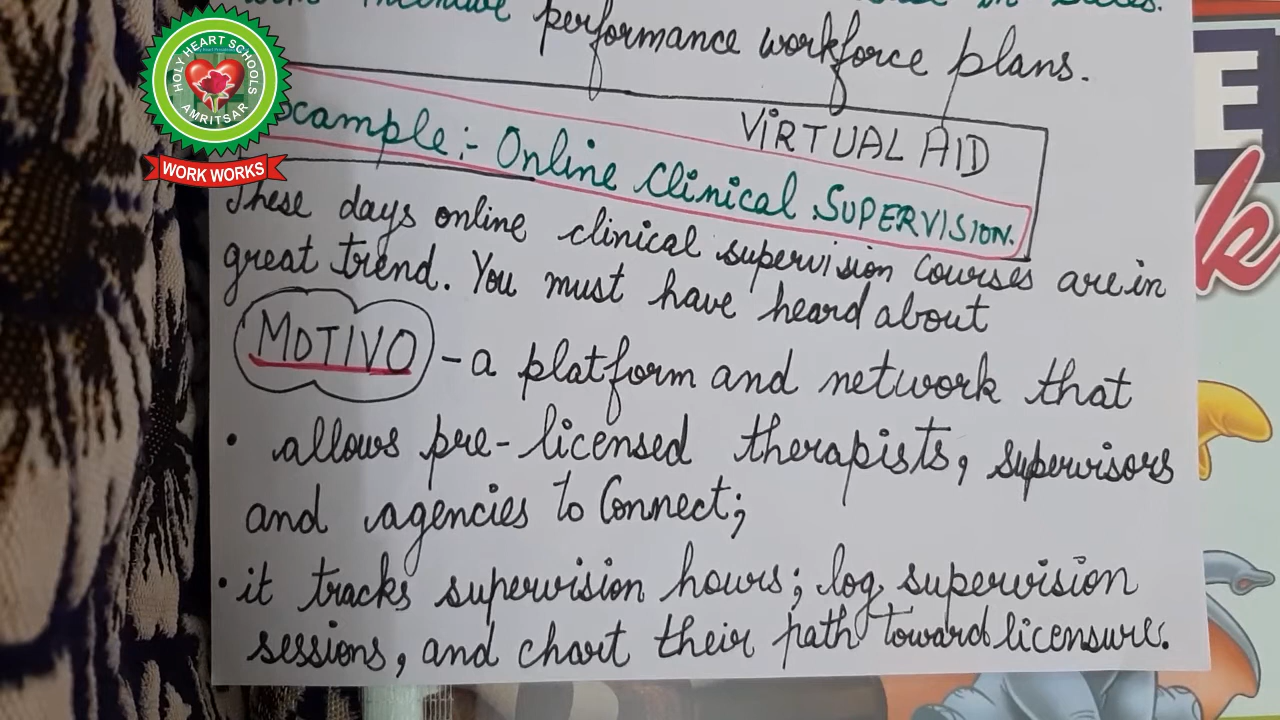 performance workforce plans.
VIRTUAL AID
Example:- Online Clinical SUPERVISION.
These days online clinical supervision courses are in
great trend. You must have heard about
MOTIVO - a platform and network that
• allows pre-licensed therapists, supervisors
and agencies to Connect;
• it tracks supervision hours; log supervision
sessions, and chart their path toward licensure.
HOLY HEART SCHOOLS
AMRITSAR
WORK WORKS
E
k